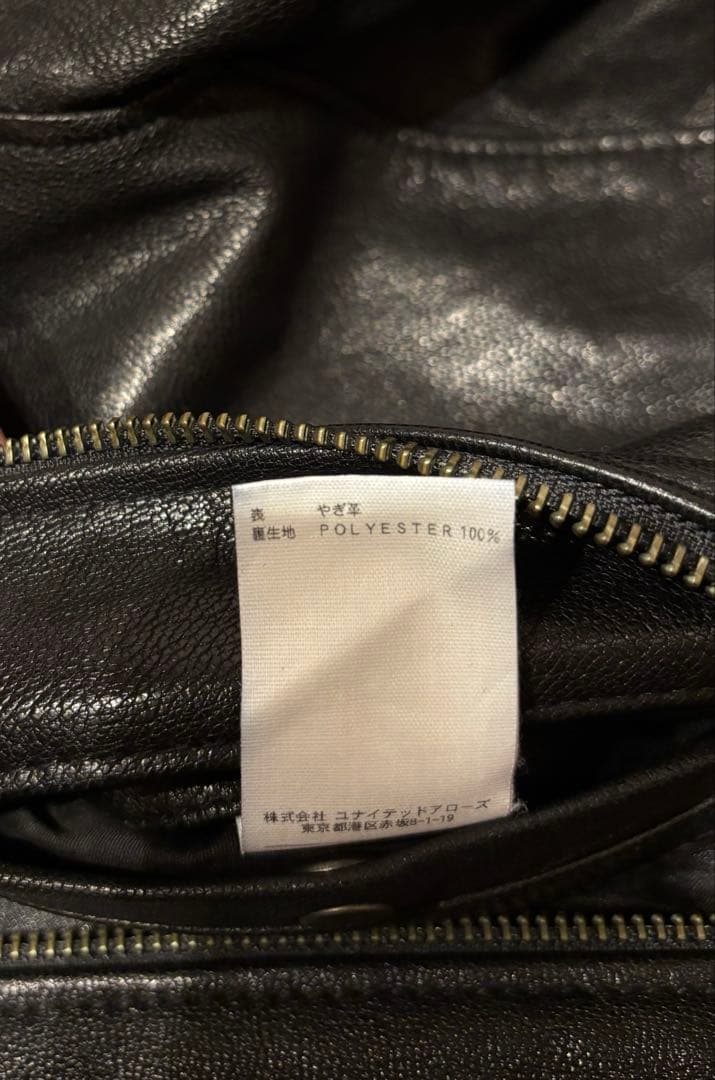 表 やぎ革
裏生地 POLYESTER 100%
株式会社 ユナイテッドアローズ
東京都港区赤坂8-1-19